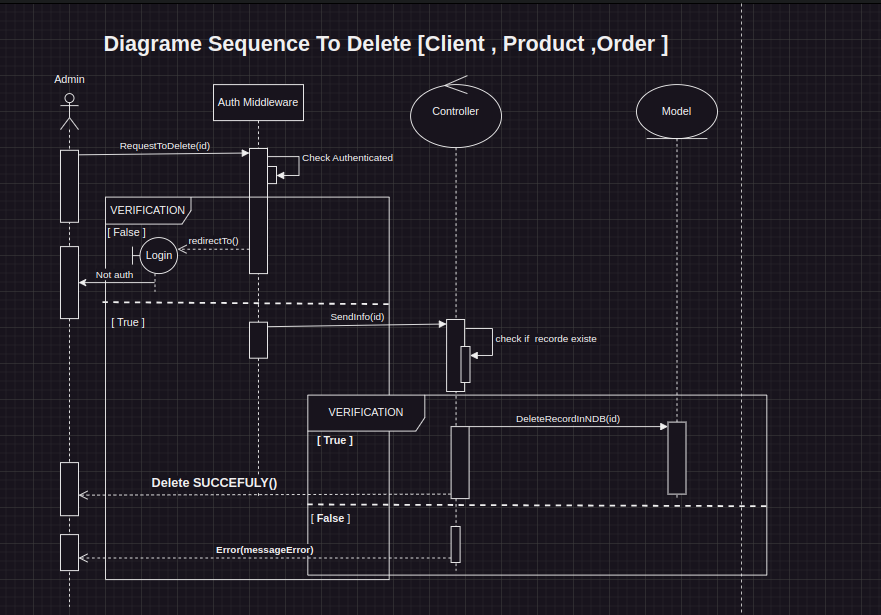 Diagrame Sequence To Delete [Client , Product ,Order ]
Admin
Auth Middleware
Controller
Model
RequestToDelete(id)
Check Authenticated
VERIFICATION
[ False ]
redirectTo()
Login
Not auth
[ True ]
SendInfo(id)
check if recorde existe
VERIFICATION
DeleteRecordInNDB(id)
[ True ]
Delete SUCCEFULY()
[ False ]
Error(messageError)